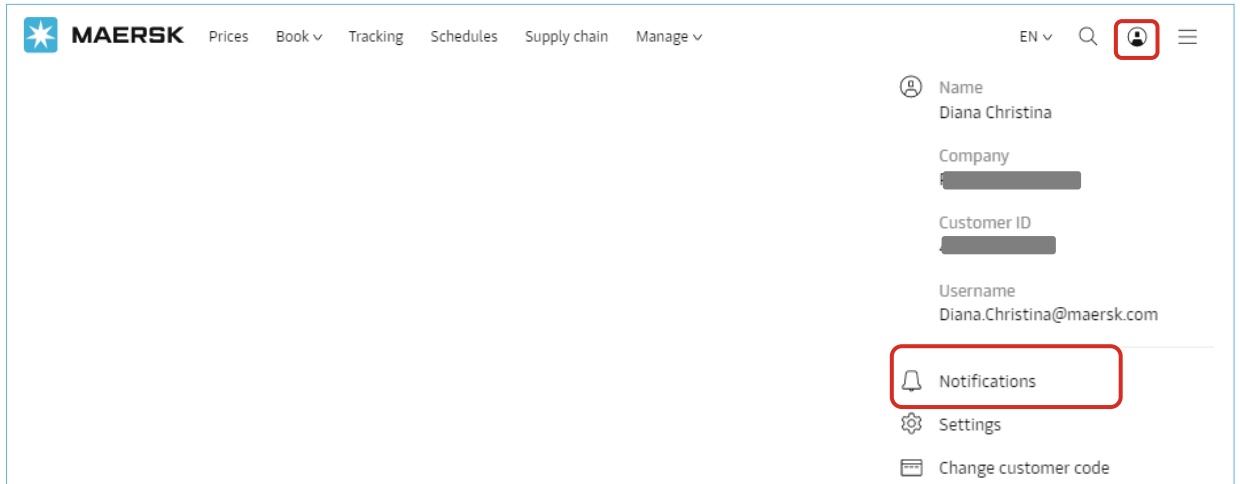 MAERSK Prices Book Tracking Schedules Supply chain Manage EN
Name
Diana Christina
Company
Customer ID
Username
Diana.Christina@maersk.com
Notifications
Settings
Change customer code